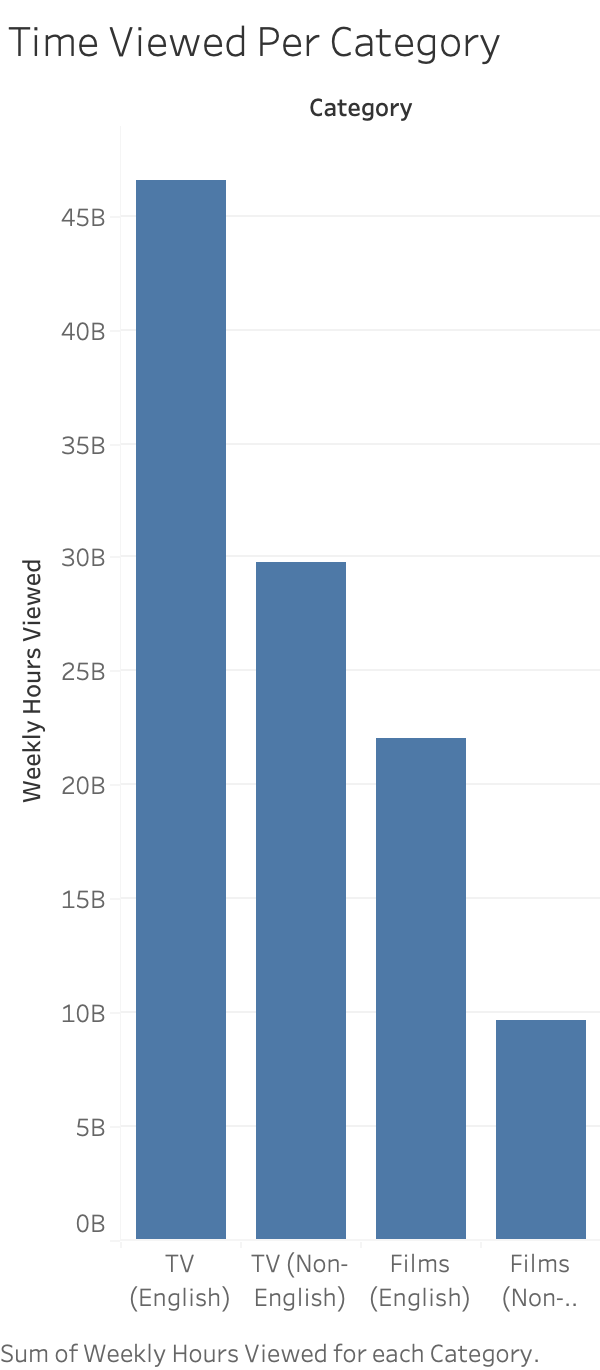 Time Viewed Per Category
Category
45B
40B
35B
30B
25B
20B
15B
10B
5B
0B
Weekly Hours Viewed
TV
(English)
TV (Non-
English)
Films
(English)
Films
(Non-..
Sum of Weekly Hours Viewed for each Category.